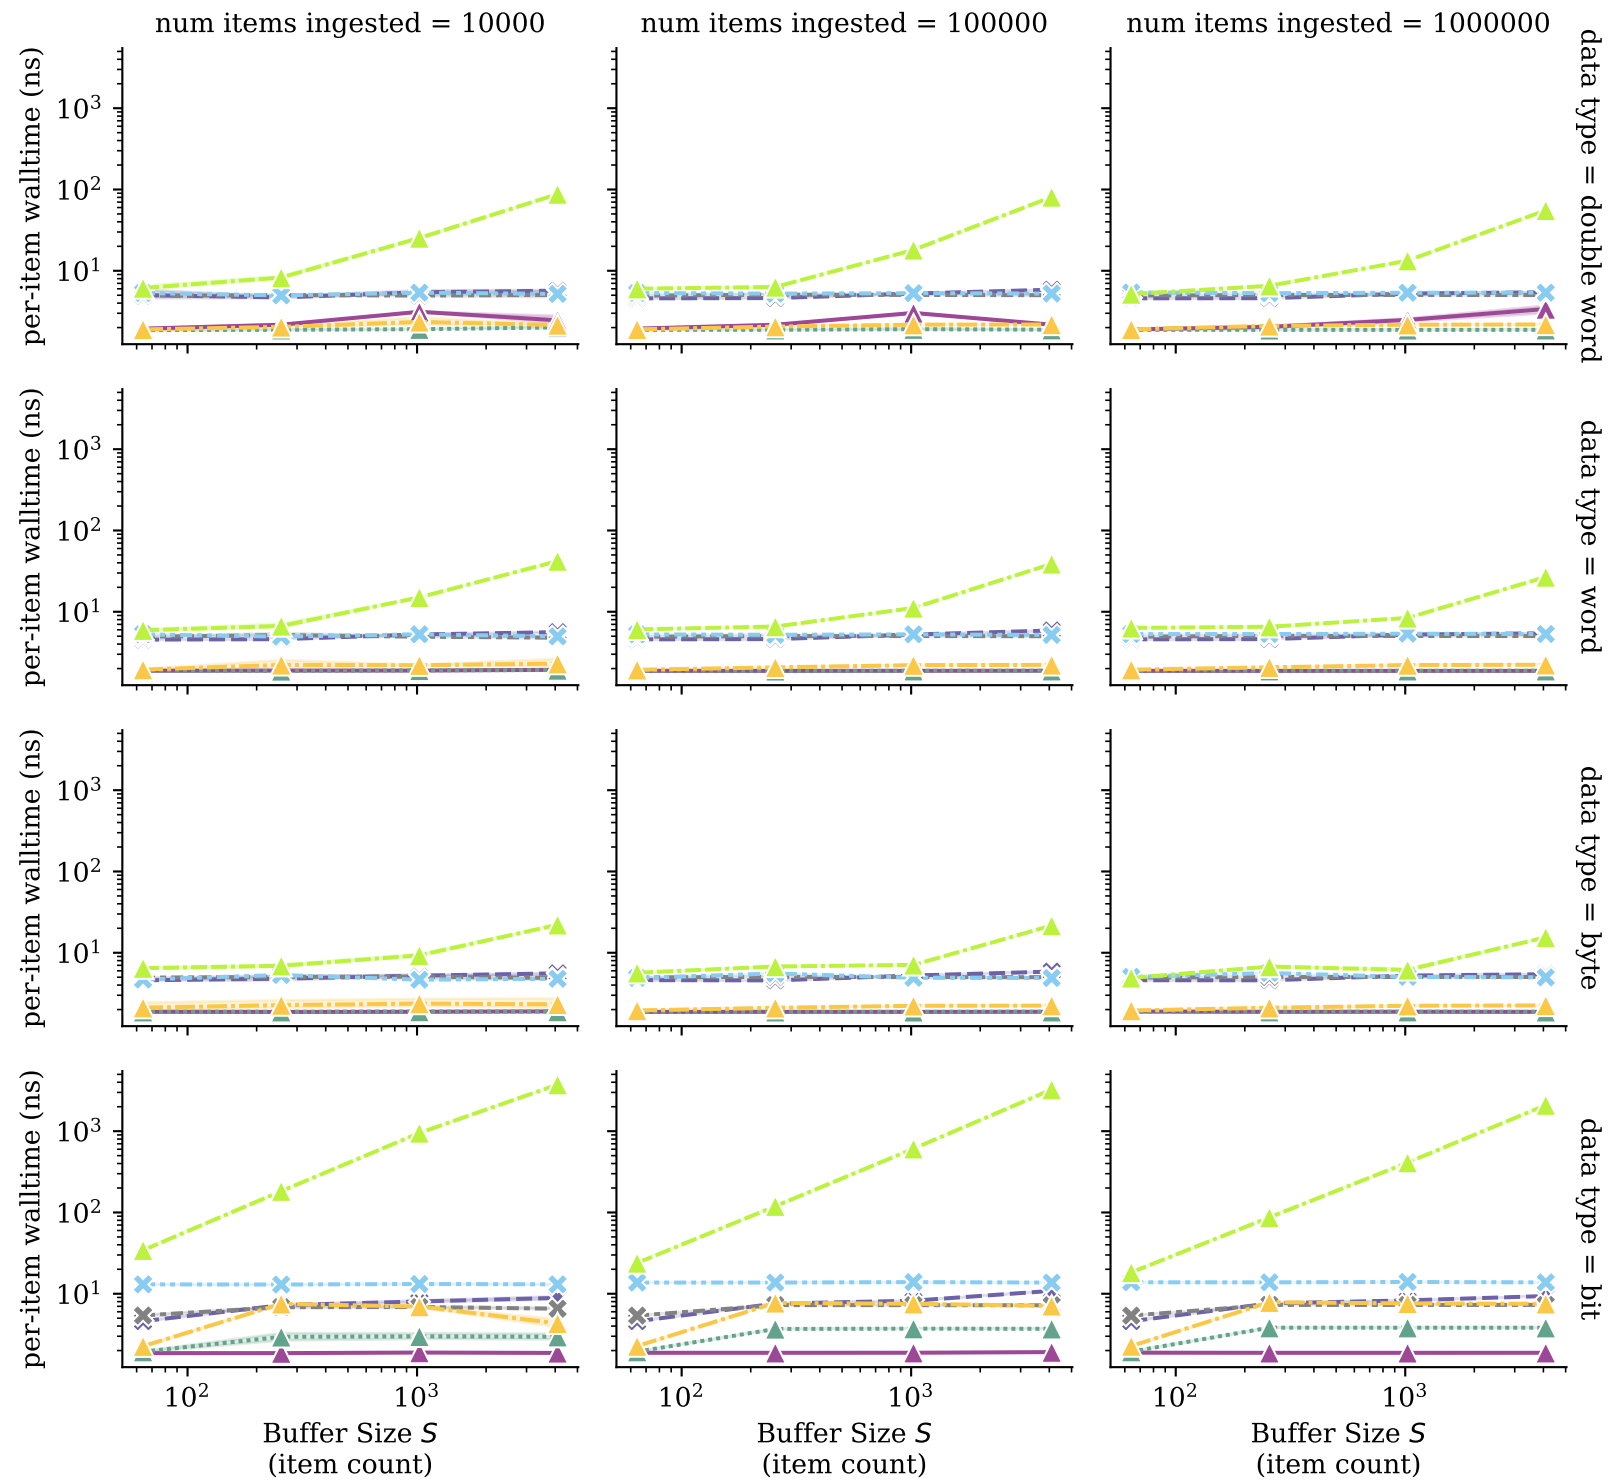 num items ingested = 10000
num items ingested = 100000
num items ingested = 1000000
per-item walltime (ns)
10³
10²
10¹
data type = double word
per-item walltime (ns)
10³
10²
10¹
data type = word
per-item walltime (ns)
10³
10²
10¹
data type = byte
per-item walltime (ns)
10³
10²
10¹
data type = bit
10² 10³
10² 10³
10² 10³
Buffer Size S
(item count)
Buffer Size S
(item count)
Buffer Size S
(item count)